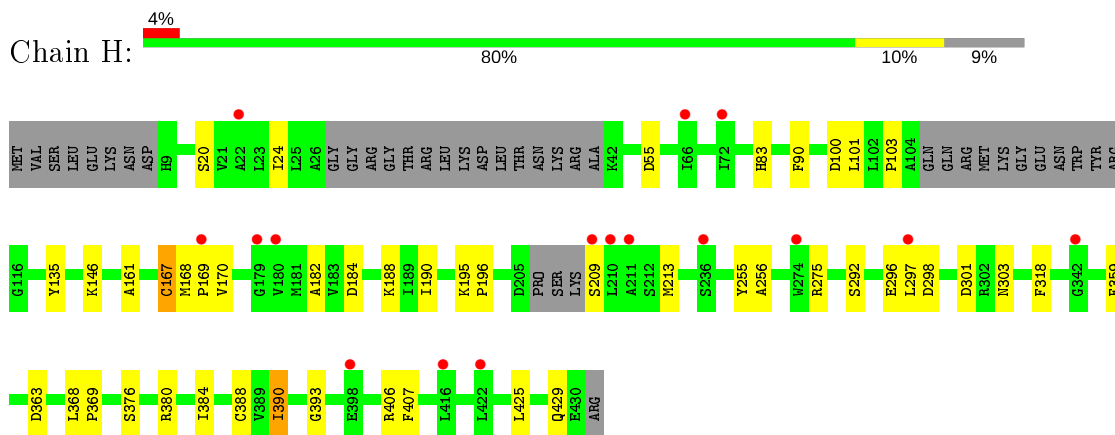 4%
Chain H:
80% 10% 9%
MET VAL SER LEU GLU LYS ASN ASP H9 S20 V21 A22 L23 I24 L25 A26 GLY GLY ARG GLY THR ARG LEU LYS ASP LEU THR ASN LYS ARG ALA K42 D55 I66 I72 H83 F90 D100 L101 L102 P103 A104 GLN GLN ARG MET LYS GLY GLU ASN TRP TYR ARG
G116 Y135 K146 A161 C167 M168 P169 V170 G179 V180 M181 A182 V183 D184 K188 I189 I190 K195 P196 D205 PRO SER LYS S209 L210 A211 S212 M213 S236 Y255 A256 W274 R275 S292 E296 L297 D298 D301 R302 N303 F318 G342
D363 L368 P369 S376 R380 I384 C388 V389 I390 G393 E398 R406 F407 L416 L422 L425 Q429 E430 ARG